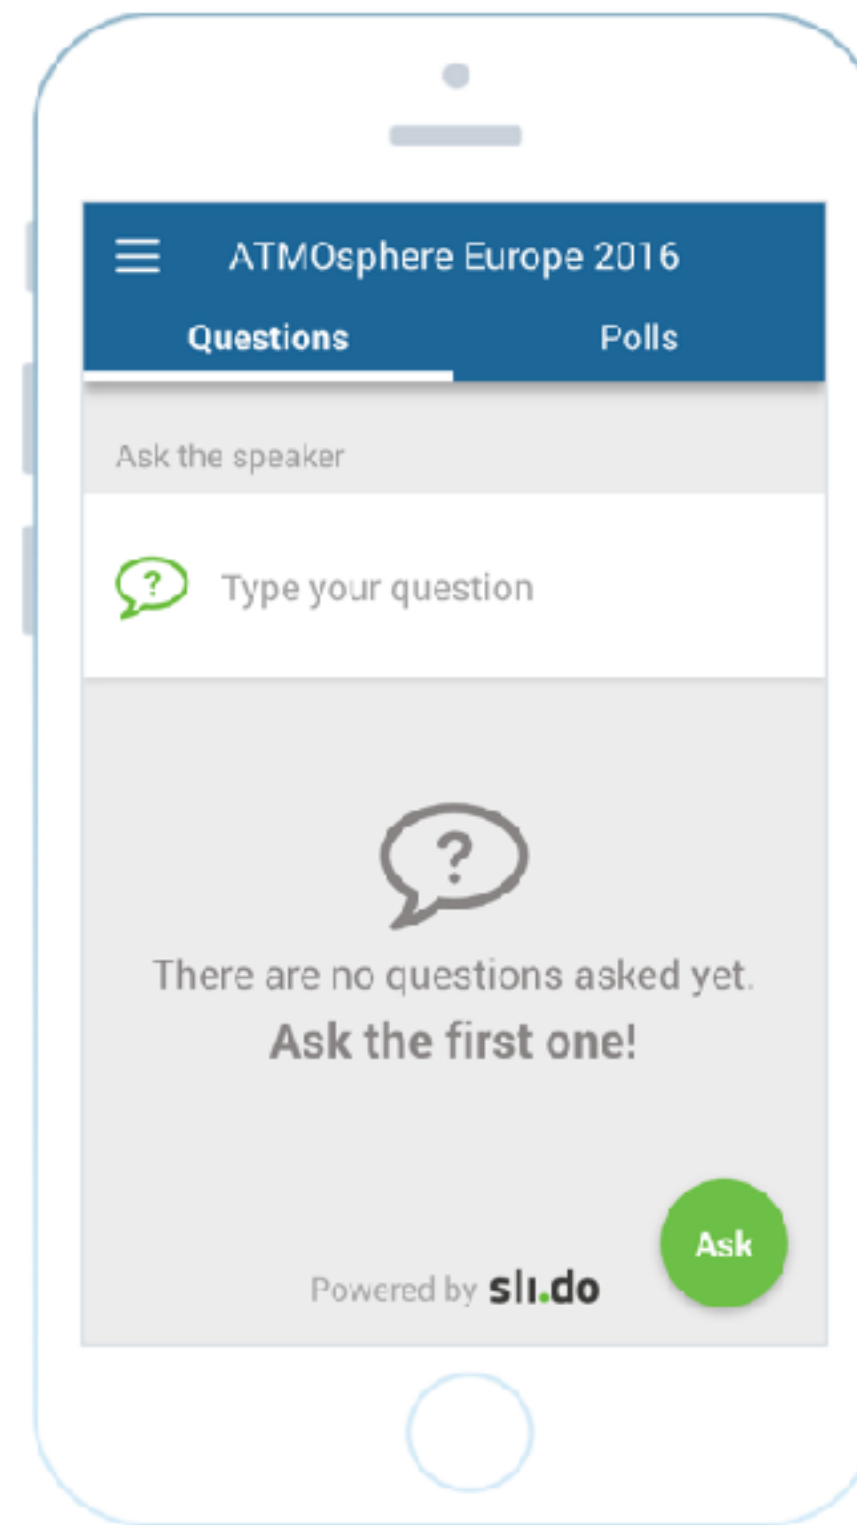 ATMOsphere Europe 2016
Questions Polls
Ask the speaker
? Type your question
?
There are no questions asked yet.
Ask the first one!
Ask
Powered by sli.do